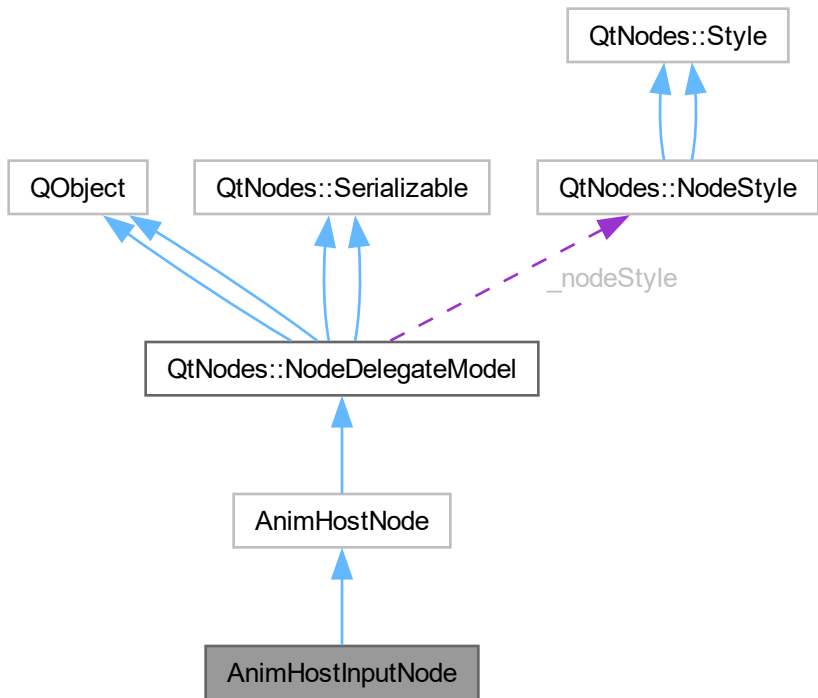 QtNodes::Style
QObject
QtNodes::Serializable
QtNodes::NodeStyle
_nodeStyle
QtNodes::NodeDelegateModel
AnimHostNode
AnimHostInputNode